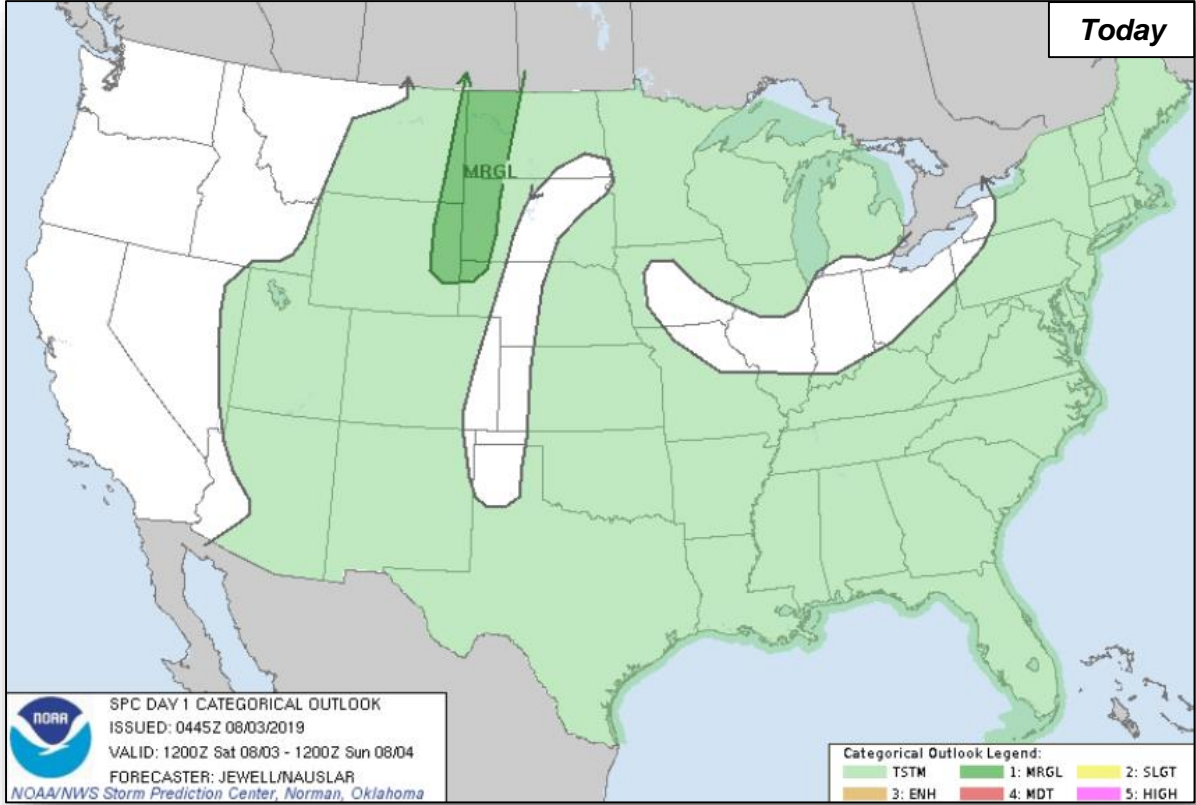 Today
MRGL
SPC DAY 1 CATEGORICAL OUTLOOK
ISSUED: 0445Z 08/03/2019
VALID: 1200Z Sat 08/03 - 1200Z Sun 08/04
FORECASTER: JEWELL/NAUSLAR
NOAA/NWS Storm Prediction Center, Norman, Oklahoma
NOAA
Categorical Outlook Legend:
TSTM 1: MRGL 2: SLGT
3: ENH 4: MDT 5: HIGH